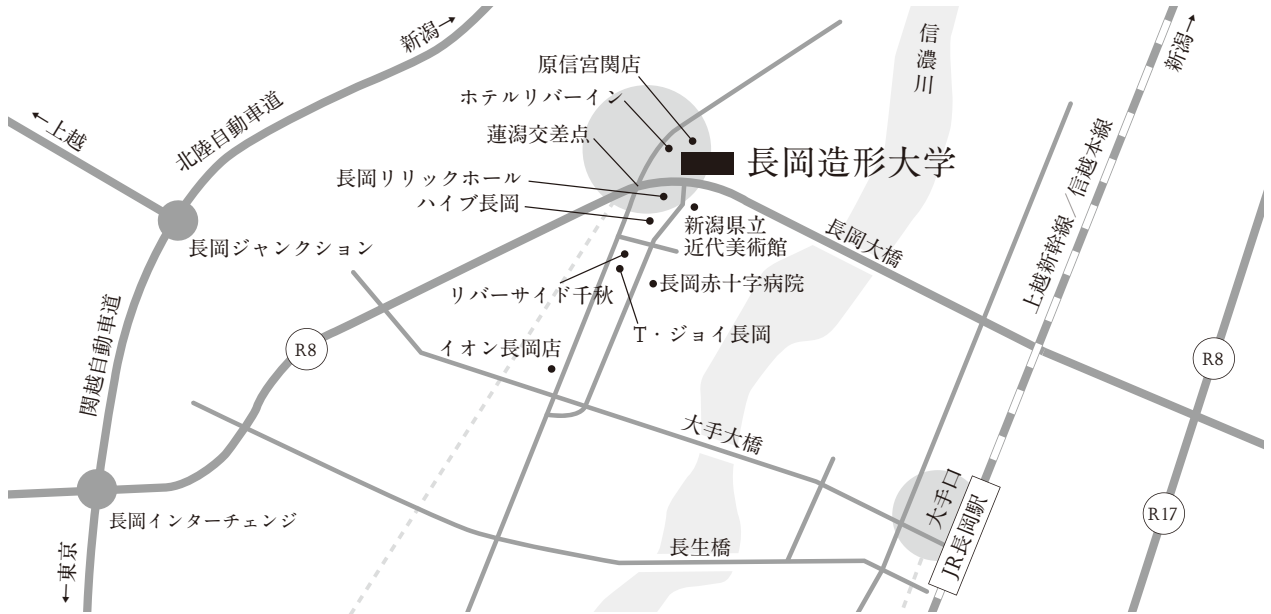 新潟→
←上越
北陸自動車道
原信宮関店
ホテルリバーイン
蓮潟交差点
長岡造形大学
長岡リリックホール
ハイブ長岡
新潟県立
近代美術館
信濃川
新潟→
上越新幹線／信越本線
長岡大橋
長岡ジャンクション
リバーサイド千秋
長岡赤十字病院
T・ジョイ長岡
関越自動車道
R8
イオン長岡店
R8
大手大橋
大手口
JR長岡駅
R17
長岡インターチェンジ
長生橋
←東京